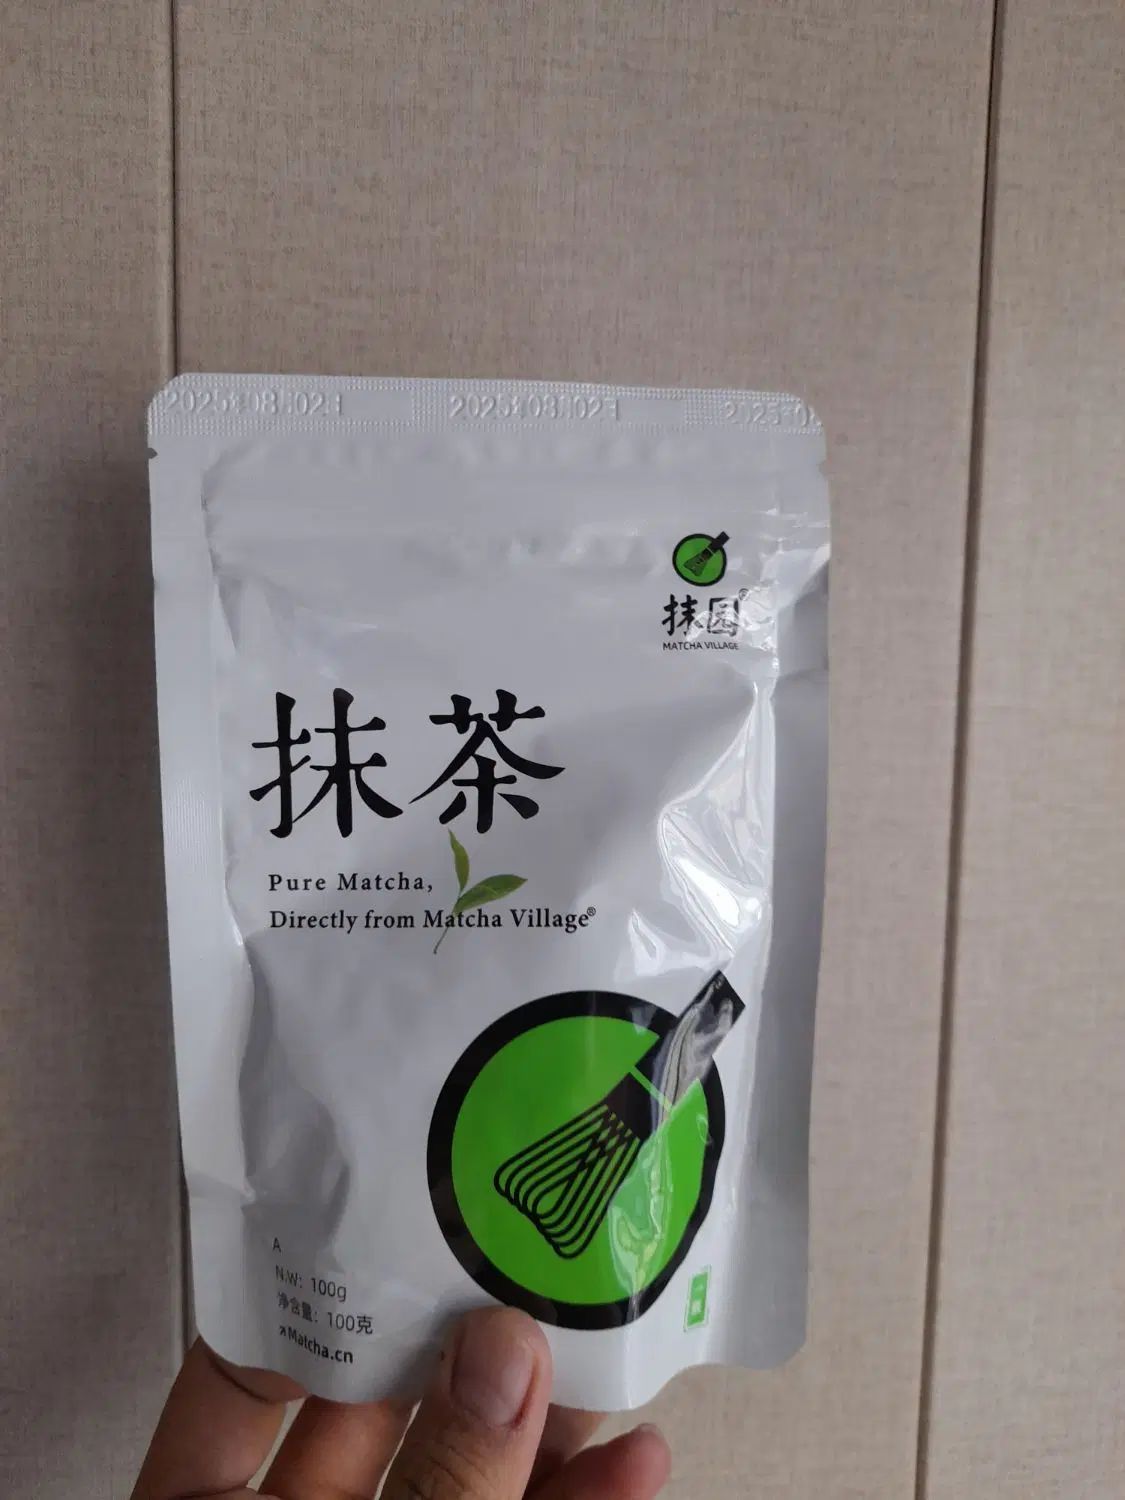 2025 08 02 2025 08 02
抹园®
MATCHA VILLAGE
抹茶
Pure Matcha,
Directly from Matcha Village®
A
N.W: 100g
净含量: 100克
Matcha.cn